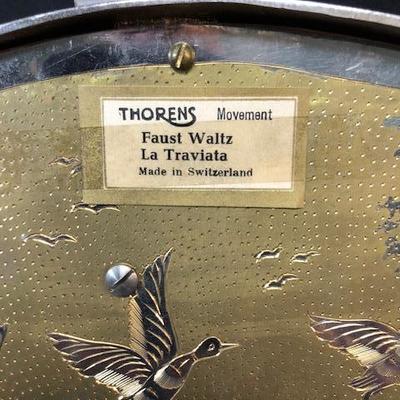 THORENS Movement
Faust Waltz
La Traviata
Made in Switzerland